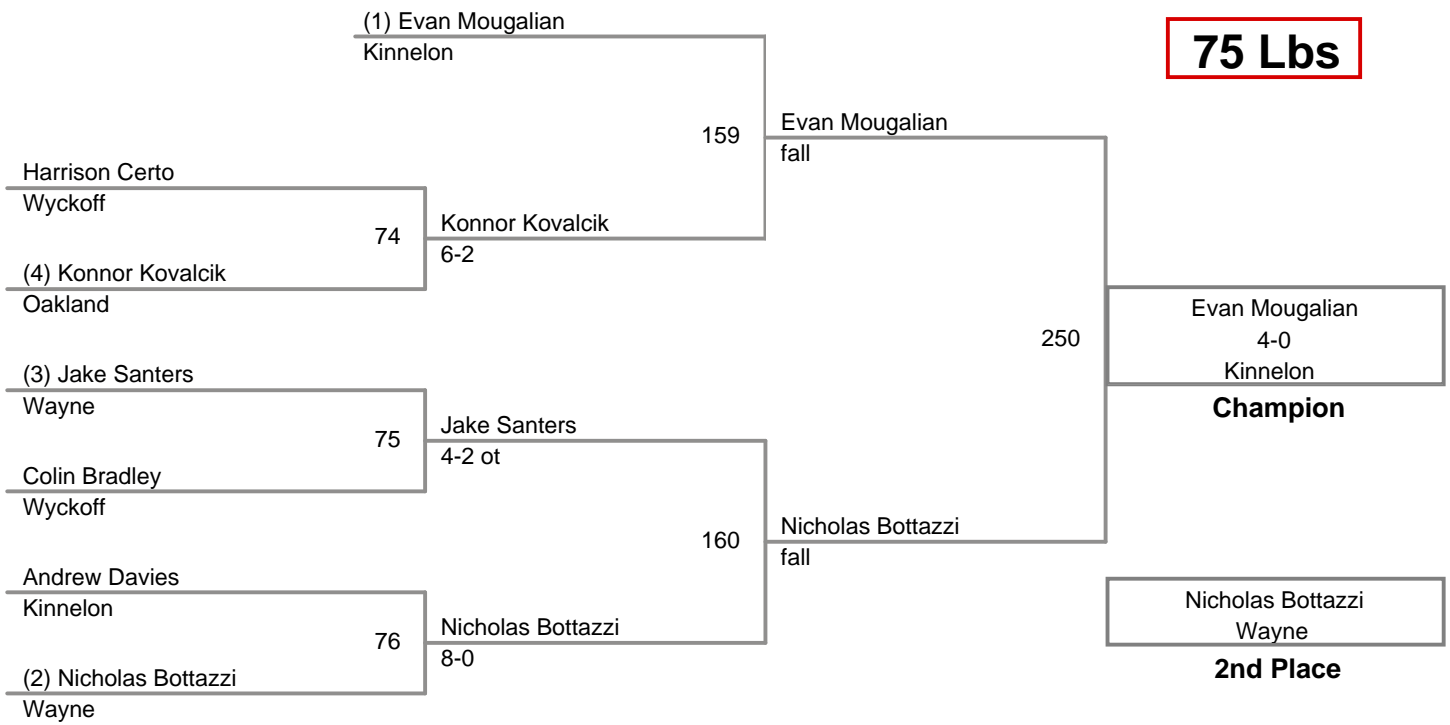 (1) Evan Mougalian
Kinnelon
75 Lbs
159
Evan Mougalian
fall
Harrison Certo
Wyckoff
74
Konnor Kovalcik
6-2
(4) Konnor Kovalcik
Oakland
250
Evan Mougalian
4-0
Kinnelon
Champion
(3) Jake Santers
Wayne
75
Jake Santers
4-2 ot
Colin Bradley
Wyckoff
160
Nicholas Bottazzi
fall
Andrew Davies
Kinnelon
76
Nicholas Bottazzi
8-0
(2) Nicholas Bottazzi
Wayne
Nicholas Bottazzi
Wayne
2nd Place